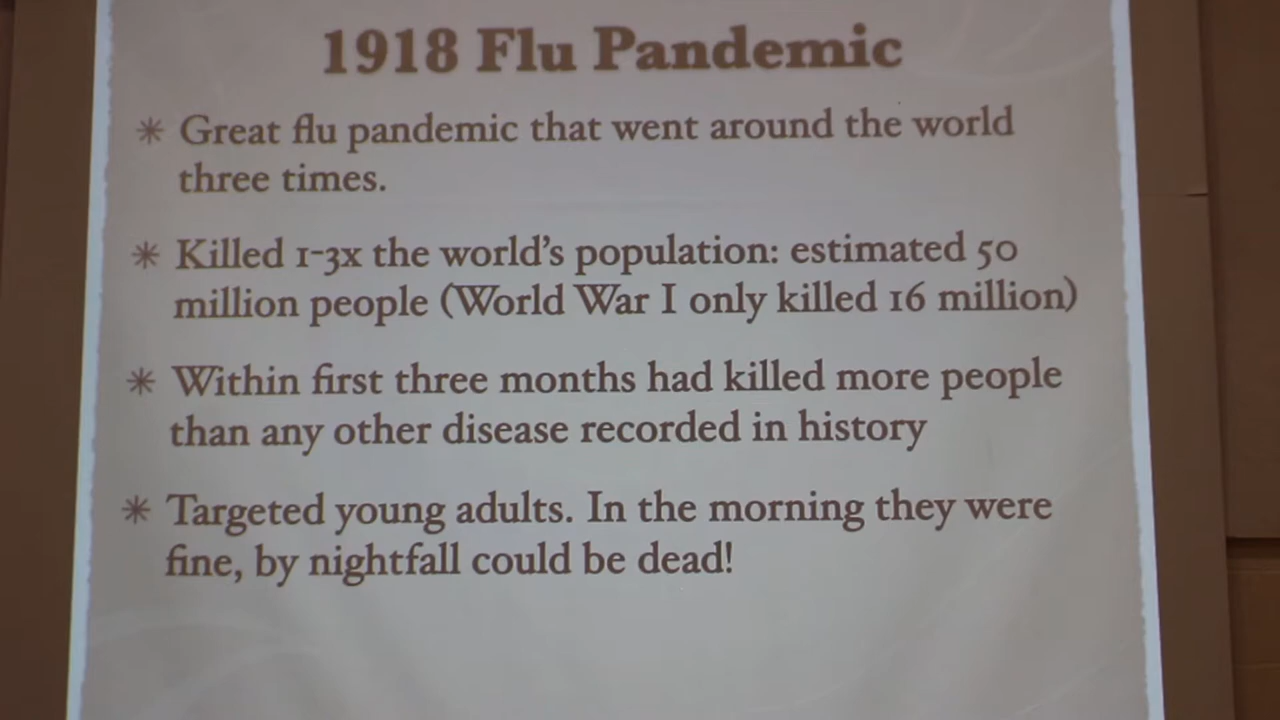 1918 Flu Pandemic
* Great flu pandemic that went around the world
three times.
* Killed 1-3x the world's population: estimated 50
million people (World War I only killed 16 million)
* Within first three months had killed more people
than any other disease recorded in history
* Targeted young adults. In the morning they were
fine, by nightfall could be dead!